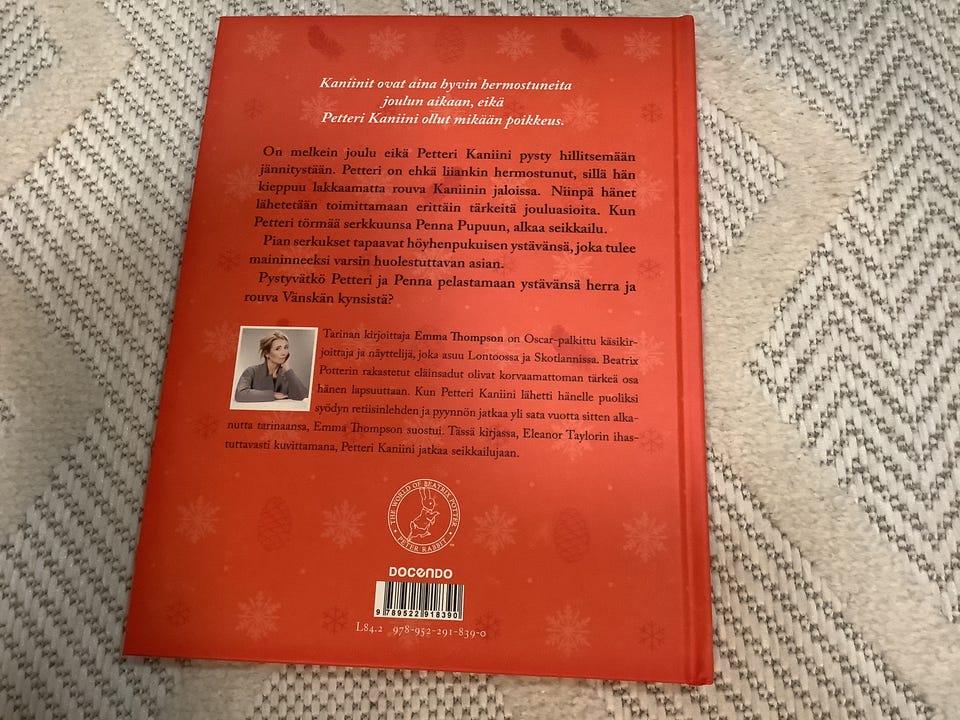 Kaniinit ovat aina hyvin hermostuneita
joulun aikaan, eikä
Petteri Kaniini ollut mikään poikkeus.
On melkein joulu eikä Petteri Kaniini pysty hillitsemään
jännitystään. Petteri on ehkä liiankin hermostunut, sillä hän
kieppuu lakkaamatta rouva Kaniinin jaloissa. Niinpä hänet
lähetetään toimittamaan erittäin tärkeitä jouluasioita. Kun
Petteri törmää serkkuunsa Penna Pupuun, alkaa seikkailu.
Pian serkukset tapaavat höyhenpukuisen ystävänsä, joka tulee
maininneeksi varsin huolestuttavan asian.
Pystyvätkö Petteri ja Penna pelastamaan ystävänsä herra ja
rouva Vänskän kynsistä?
Tarinan kirjoittaja Emma Thompson on Oscar-palkittu käsikir-
joittaja ja näyttelijä, joka asuu Lontoossa ja Skotlannissa. Beatrix
Potterin rakastetut eläinsadut olivat korvaamattoman tärkeä osa
hänen lapsuuttaan. Kun Petteri Kaniini lähetti hänelle puoliksi
syödyn retiisinlehden ja pyynnön jatkaa yli sata vuotta sitten alka-
nutta tarinaansa, Emma Thompson suostui. Tässä kirjassa, Eleanor Taylorin ihas-
tuttavasti kuvittamana, Petteri Kaniini jatkaa seikkailujaan.
THE WORLD OF BEATRIX POTTER
PETER RABBIT™
DOCENDO
9 789522 918390
L84.2 978-952-291-839-0